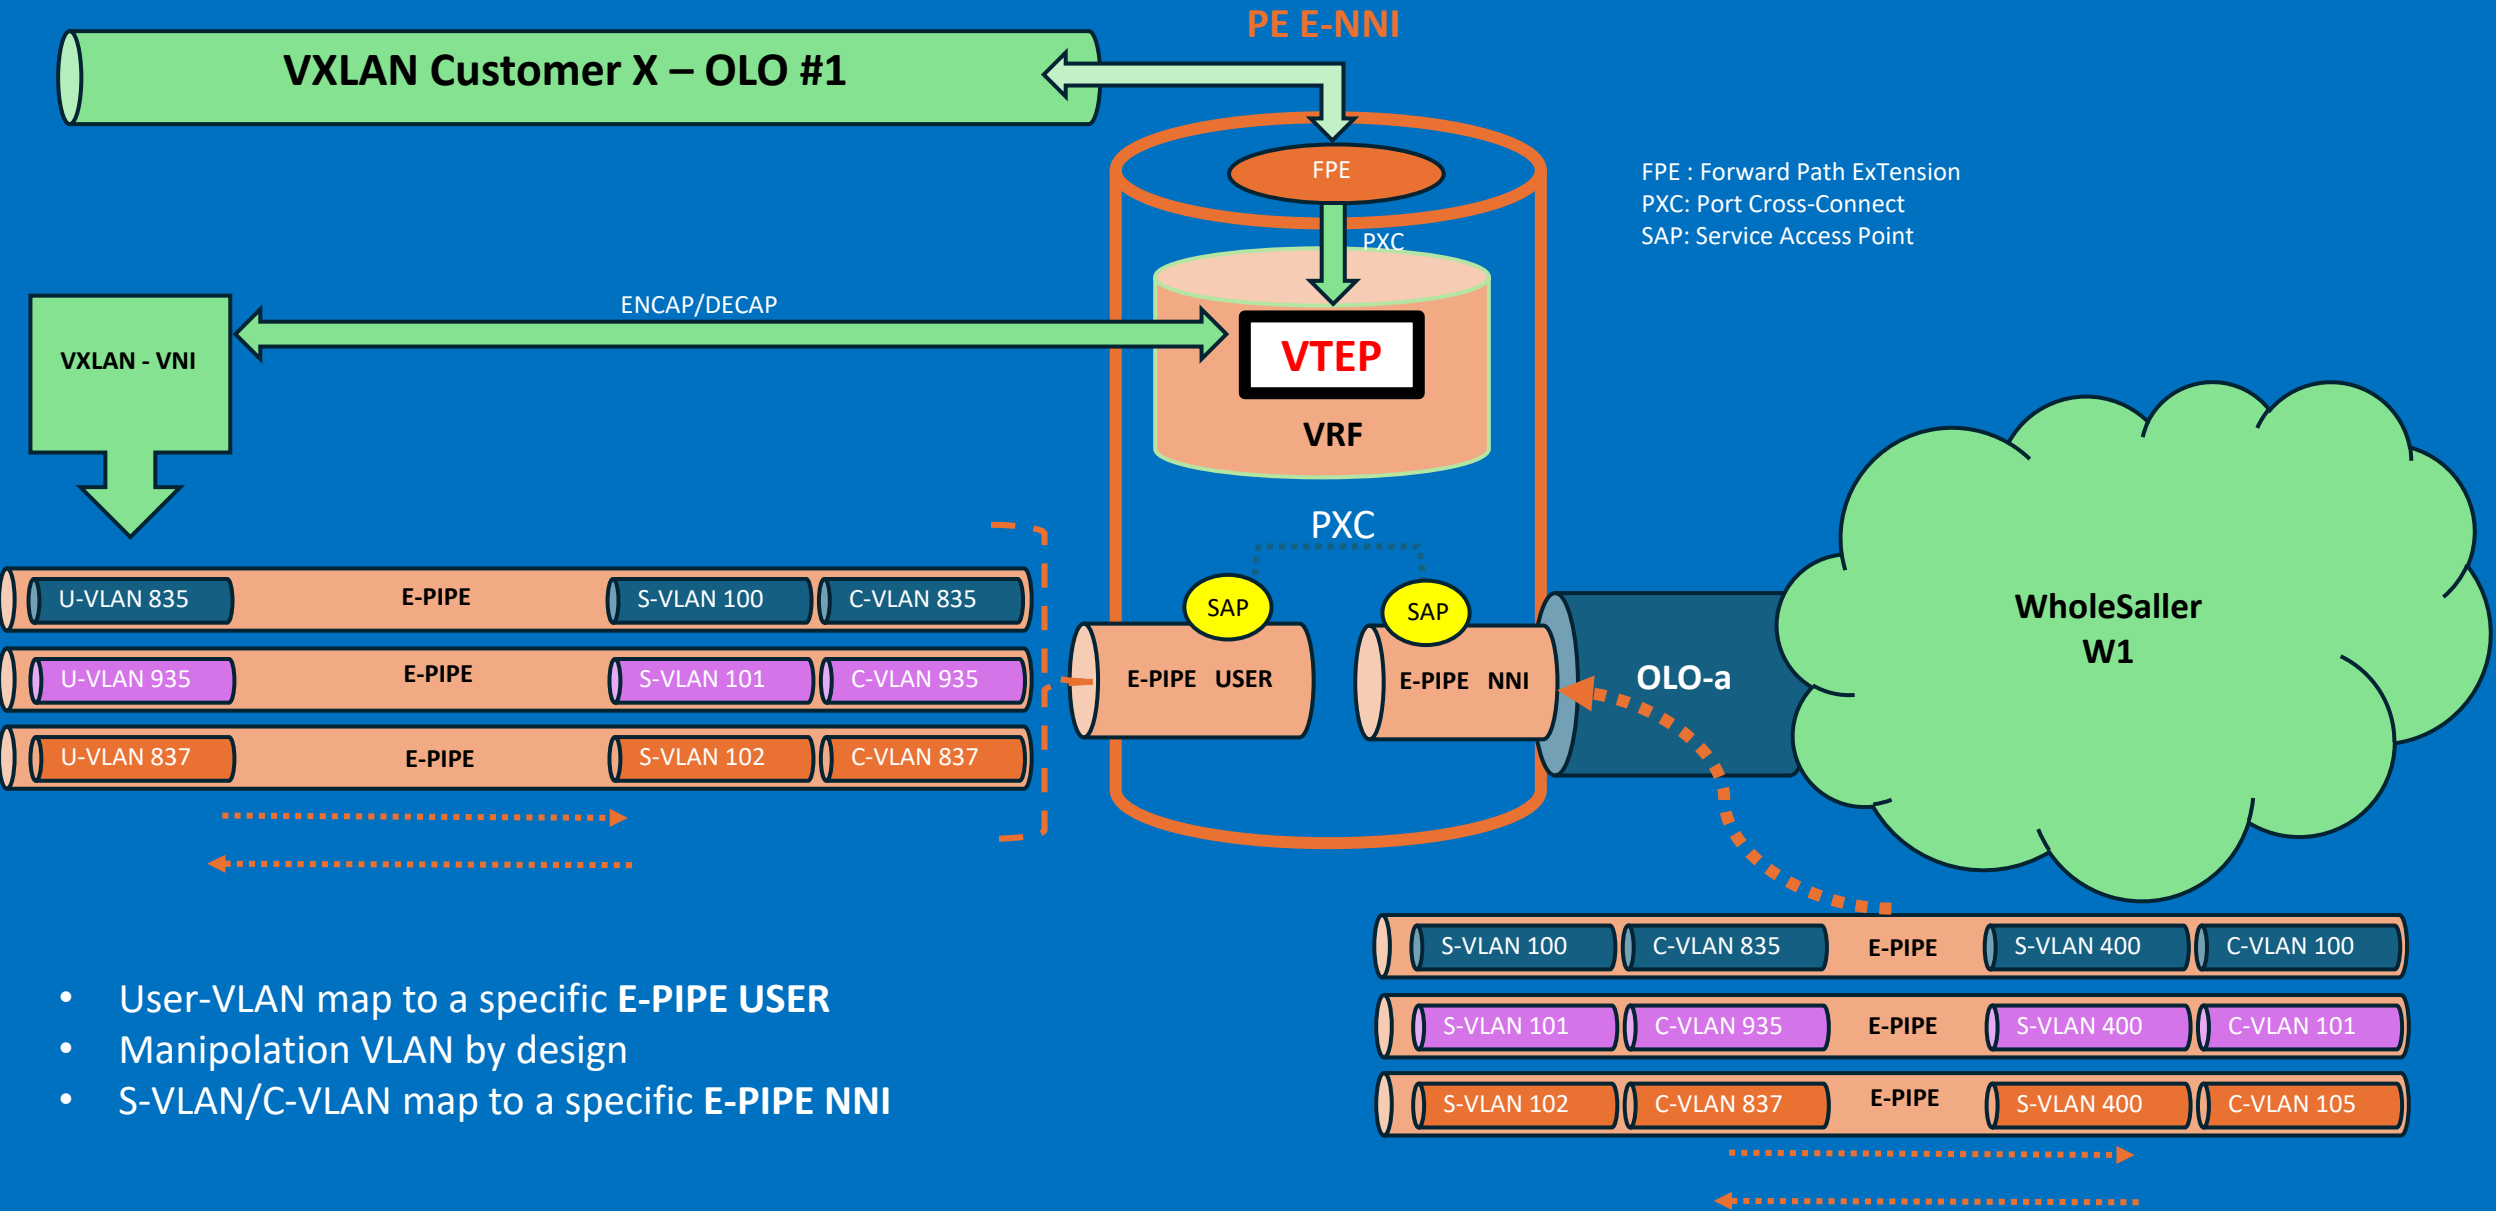 PE E-NNI
VXLAN Customer X – OLO #1
FPE
FPE : Forward Path ExTension
PXC: Port Cross-Connect
SAP: Service Access Point
PXC
ENCAP/DECAP
VXLAN - VNI
VTEP
VRF
PXC
U-VLAN 835 E-PIPE S-VLAN 100 C-VLAN 835
U-VLAN 935 E-PIPE S-VLAN 101 C-VLAN 935
U-VLAN 837 E-PIPE S-VLAN 102 C-VLAN 837
SAP
SAP
E-PIPE USER
E-PIPE NNI
OLO-a
WholeSaller
W1
S-VLAN 100 C-VLAN 835 E-PIPE S-VLAN 400 C-VLAN 100
S-VLAN 101 C-VLAN 935 E-PIPE S-VLAN 400 C-VLAN 101
S-VLAN 102 C-VLAN 837 E-PIPE S-VLAN 400 C-VLAN 105
• User-VLAN map to a specific E-PIPE USER
• Manipolation VLAN by design
• S-VLAN/C-VLAN map to a specific E-PIPE NNI